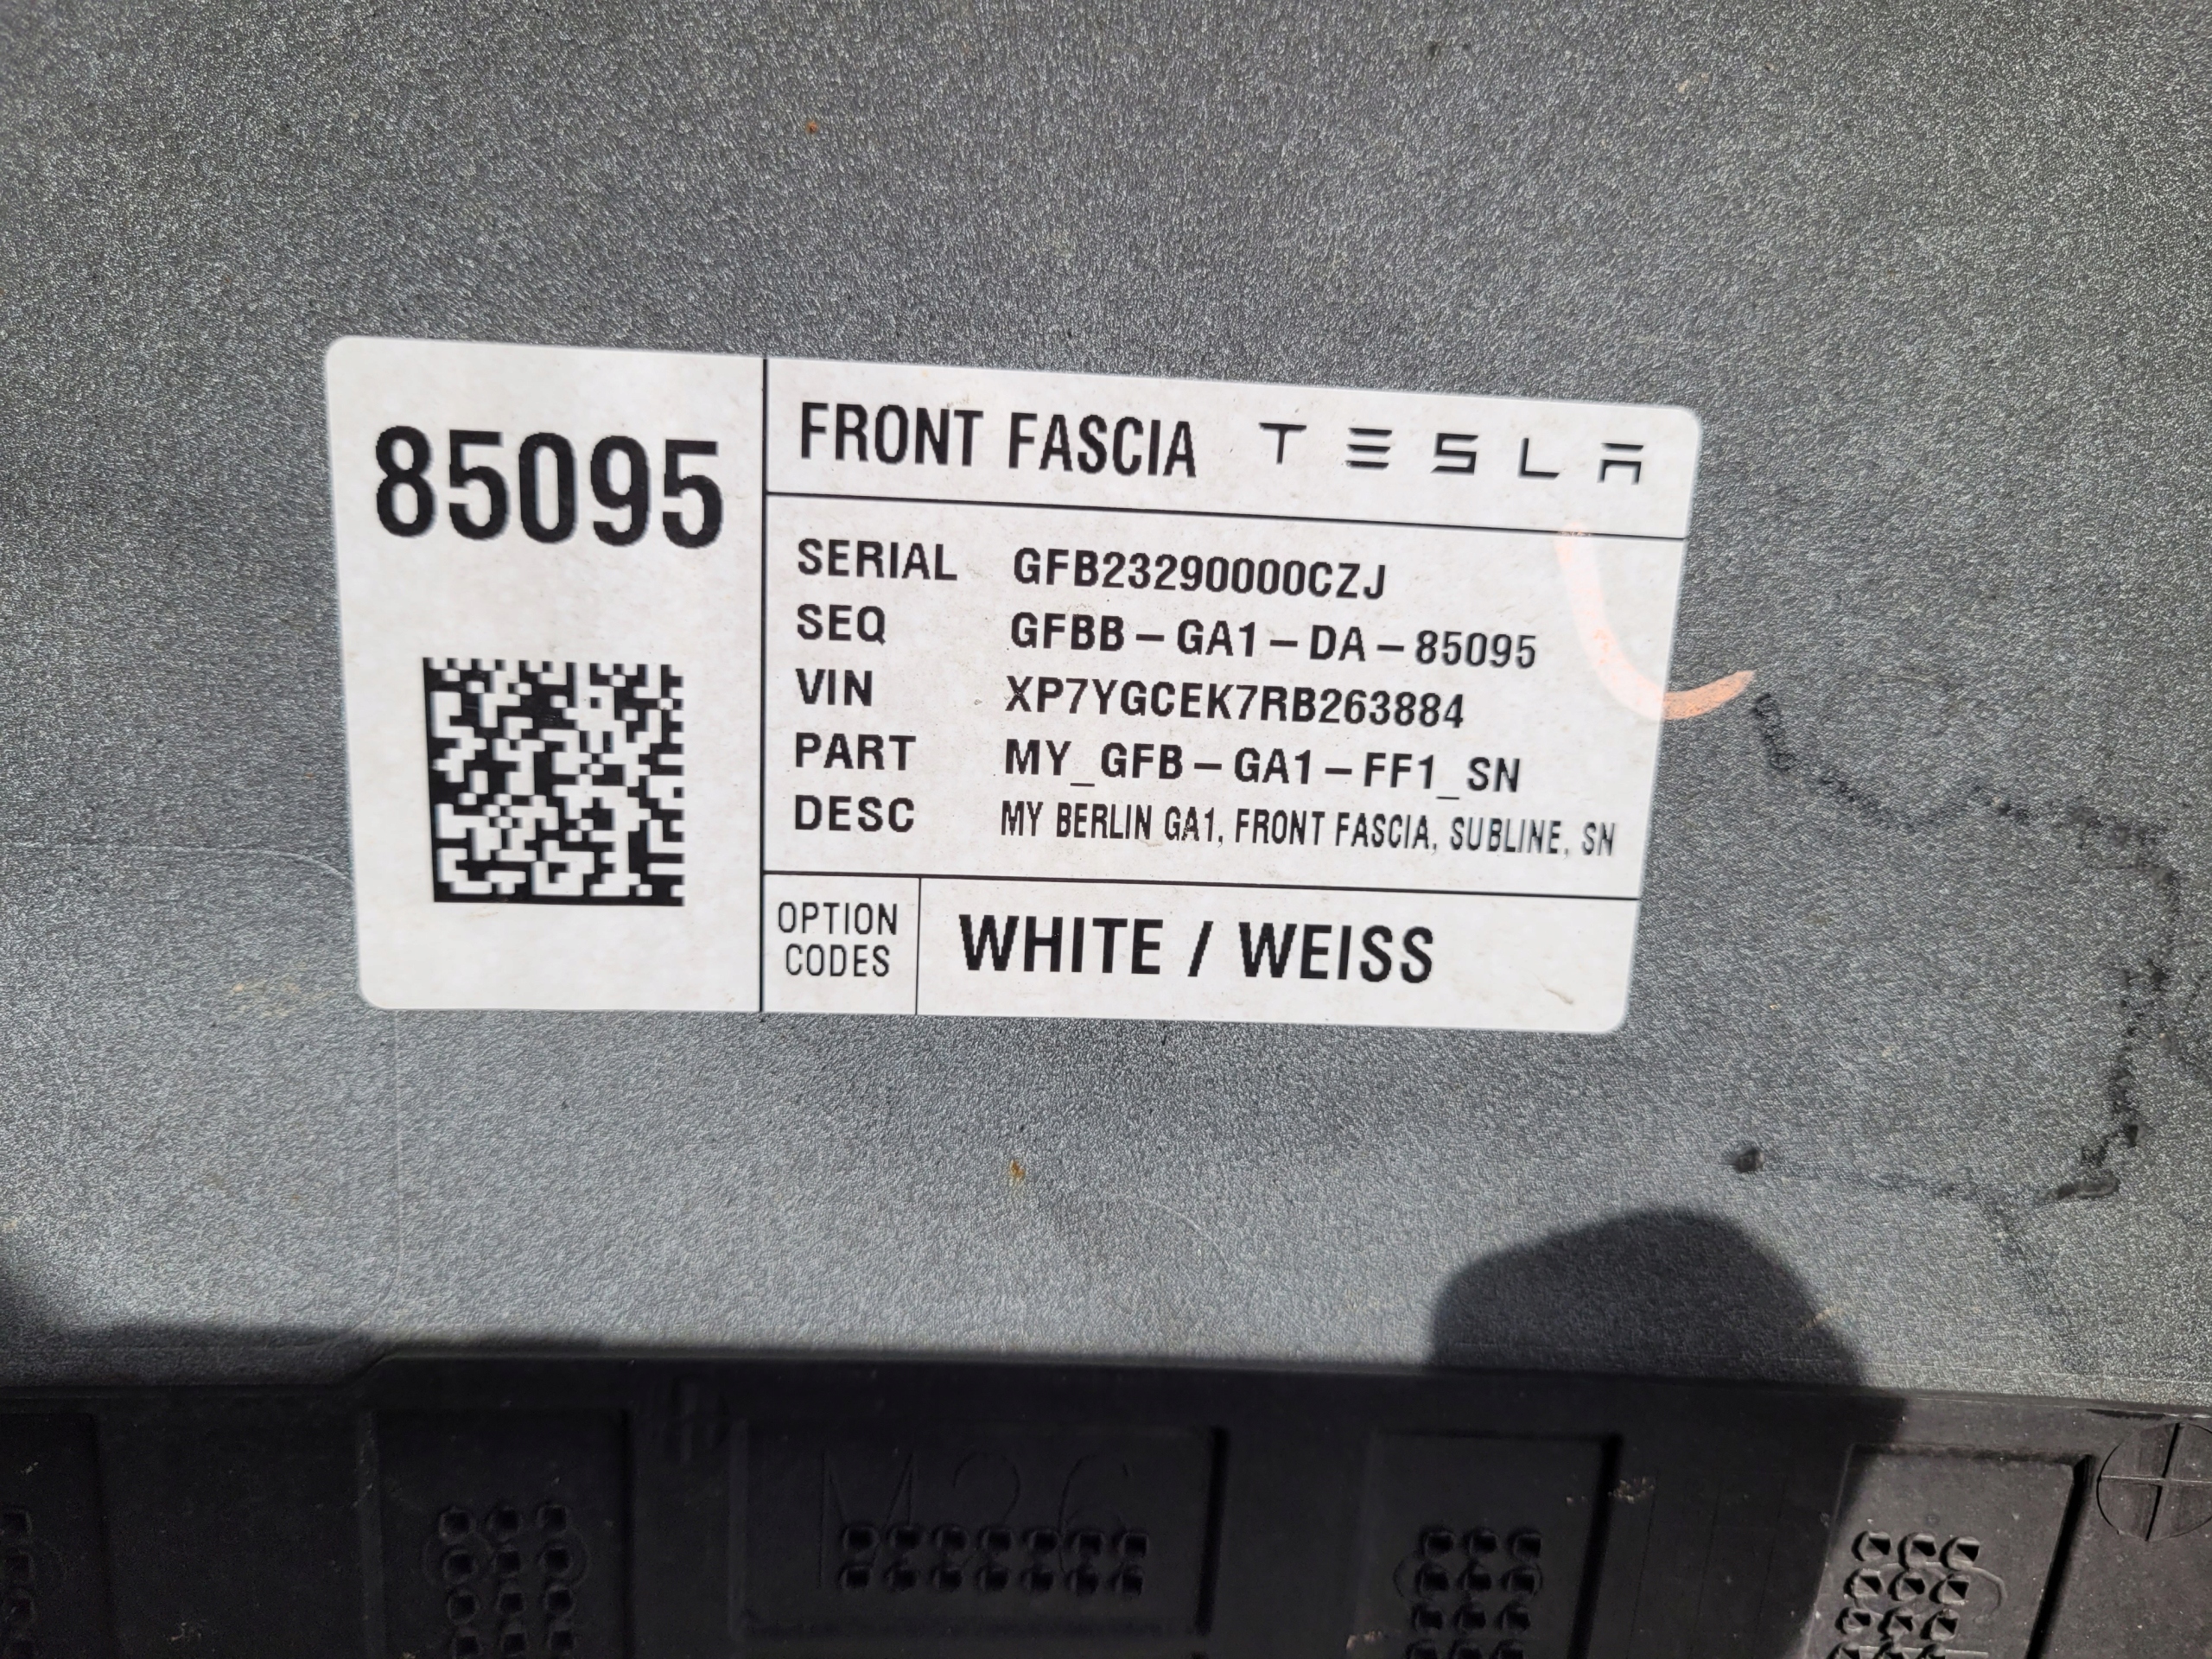 85095
FRONT FASCIA TESLA
SERIAL GFB23290000CZJ
SEQ GFBB-GA1-DA-85095
VIN XP7YGCEK7RB263884
PART MY_GFB-GA1-FF1_SN
DESC MY BERLIN GA1, FRONT FASCIA, SUBLINE, SN
OPTION CODES WHITE / WEISS